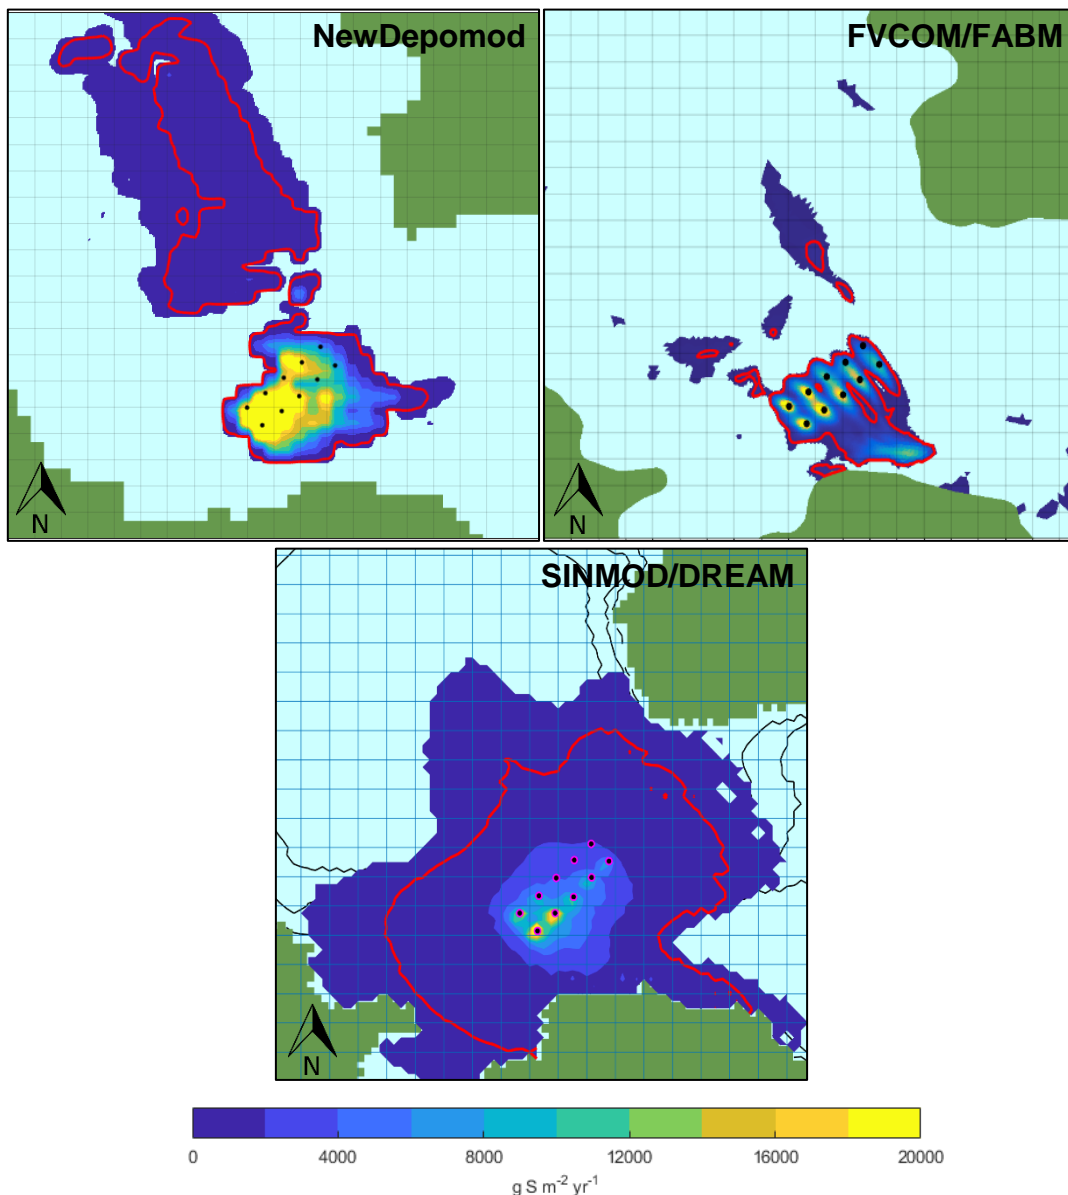 NewDepomod
FVCOM/FABM
N
N
SINMOD/DREAM
N
0 4000 8000 12000 16000 20000
g S m⁻² yr⁻¹